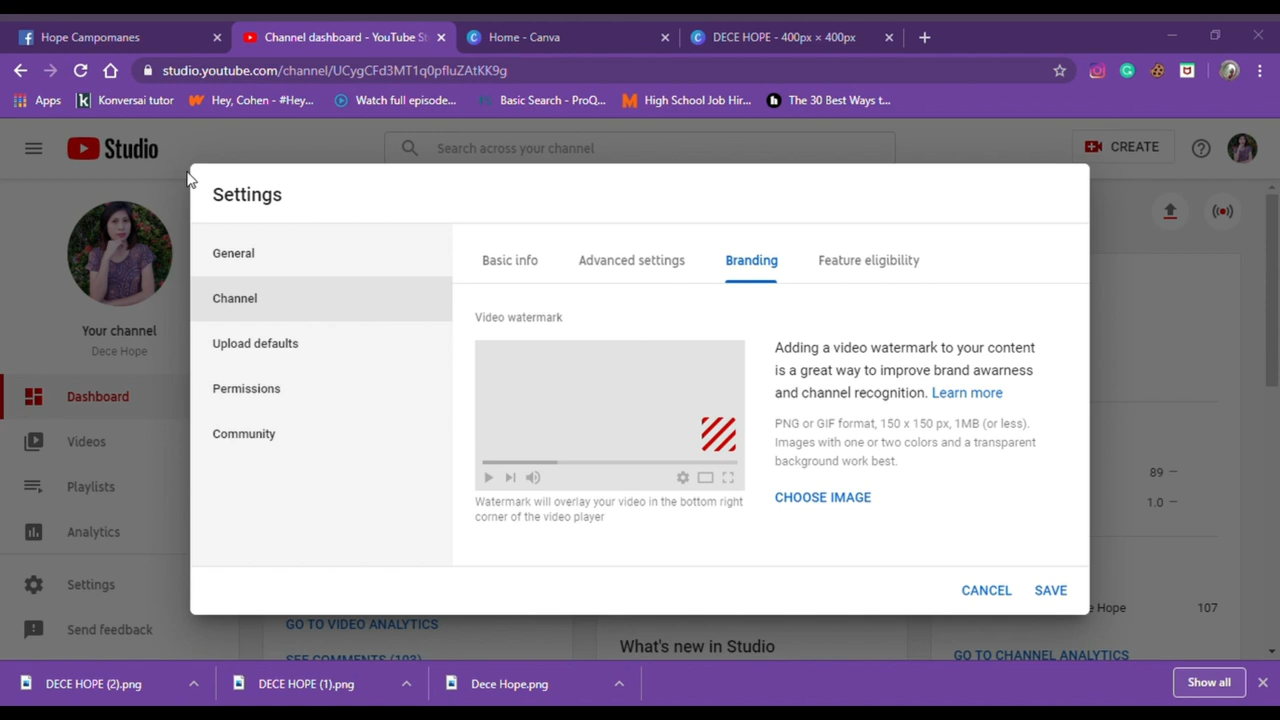 Hope Campomanes
Channel dashboard - YouTube St
Home - Canva
DECE HOPE - 400px × 400px
studio.youtube.com/channel/UCygCFd3MT1q0pfluZAtKK9g
Apps
Konversai tutor
Hey, Cohen - #Hey...
Watch full episode...
Basic Search - ProQ...
High School Job Hir...
The 30 Best Ways t...
Studio
Search across your channel
CREATE
Settings
General
Channel
Upload defaults
Permissions
Community
Basic info
Advanced settings
Branding
Feature eligibility
Video watermark
Adding a video watermark to your content
is a great way to improve brand awarness
and channel recognition. Learn more
PNG or GIF format, 150 x 150 px, 1MB (or less).
Images with one or two colors and a transparent
background work best.
CHOOSE IMAGE
Watermark will overlay your video in the bottom right
corner of the video player
CANCEL
SAVE
Your channel
Dece Hope
Dashboard
Videos
Playlists
Analytics
Settings
Send feedback
89 —
1.0 —
e Hope
107
GO TO VIDEO ANALYTICS
SEE COMMENTS (103)
What's new in Studio
GO TO CHANNEL ANALYTICS
DECE HOPE (2).png
DECE HOPE (1).png
Dece Hope.png
Show all